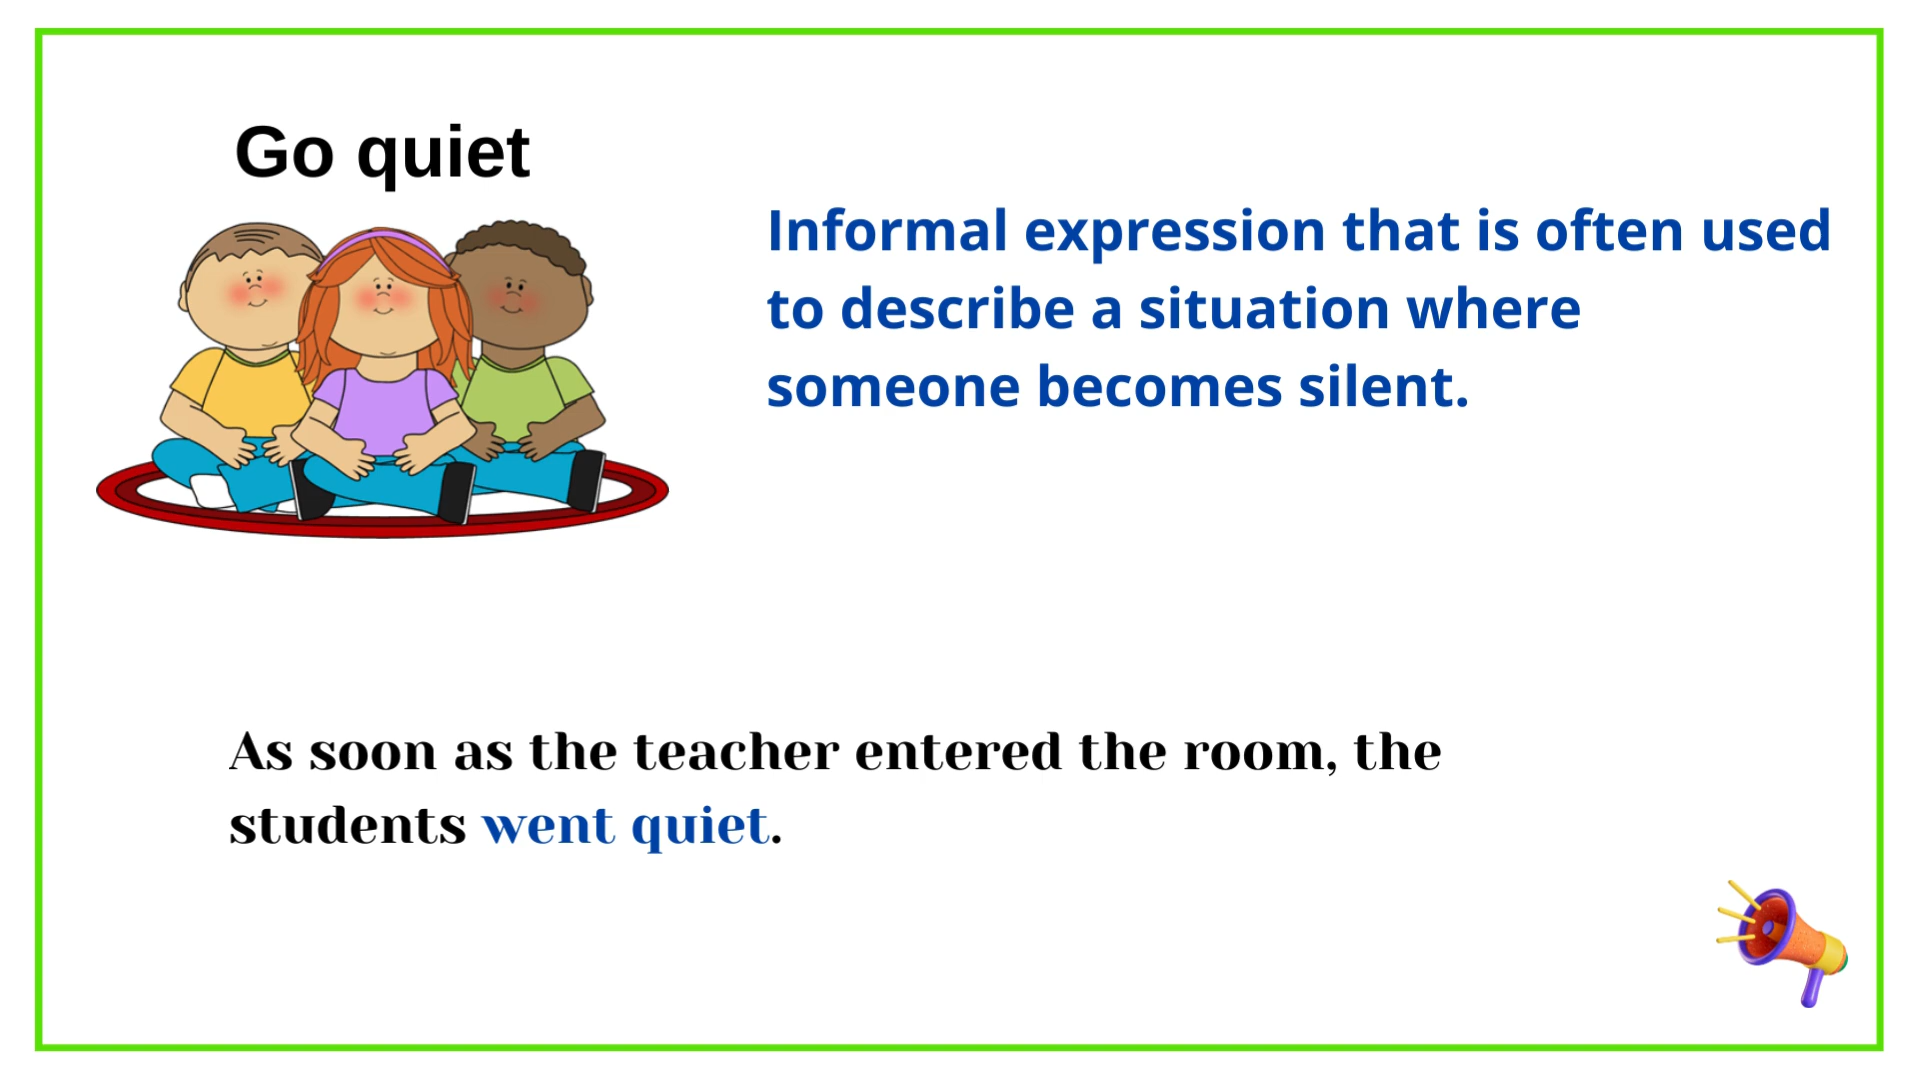 Go quiet
Informal expression that is often used
to describe a situation where
someone becomes silent.
As soon as the teacher entered the room, the
students went quiet.